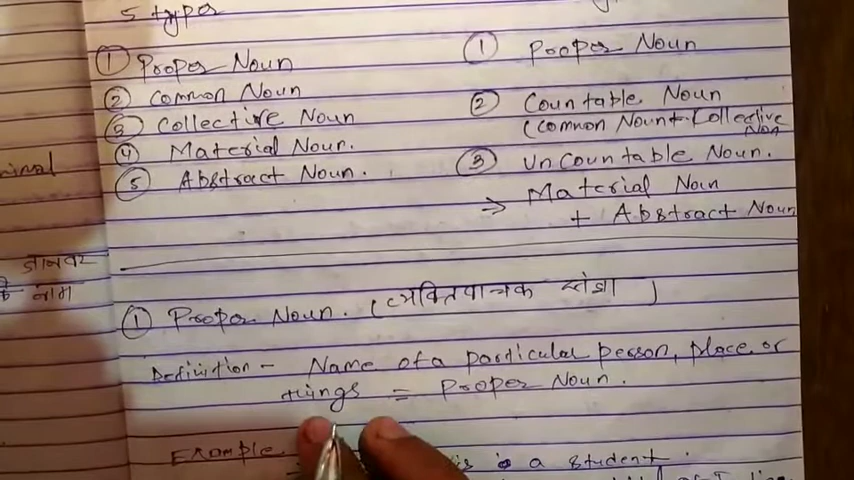 5 types
① Proper Noun
② Common Noun
③ Collective Noun
④ Material Noun.
⑤ Abstract Noun.
① Proper Noun
② Countable Noun
(Common Noun + Collective
Non
③ Uncountable Noun.
→ Material Noun
+ Abstract Noun
जानवर
नाम
① Proper Noun. (व्यक्तिवाचक संज्ञा)
Definition - Name of a particular person, place or
things = Proper Noun.
Example
is a student.